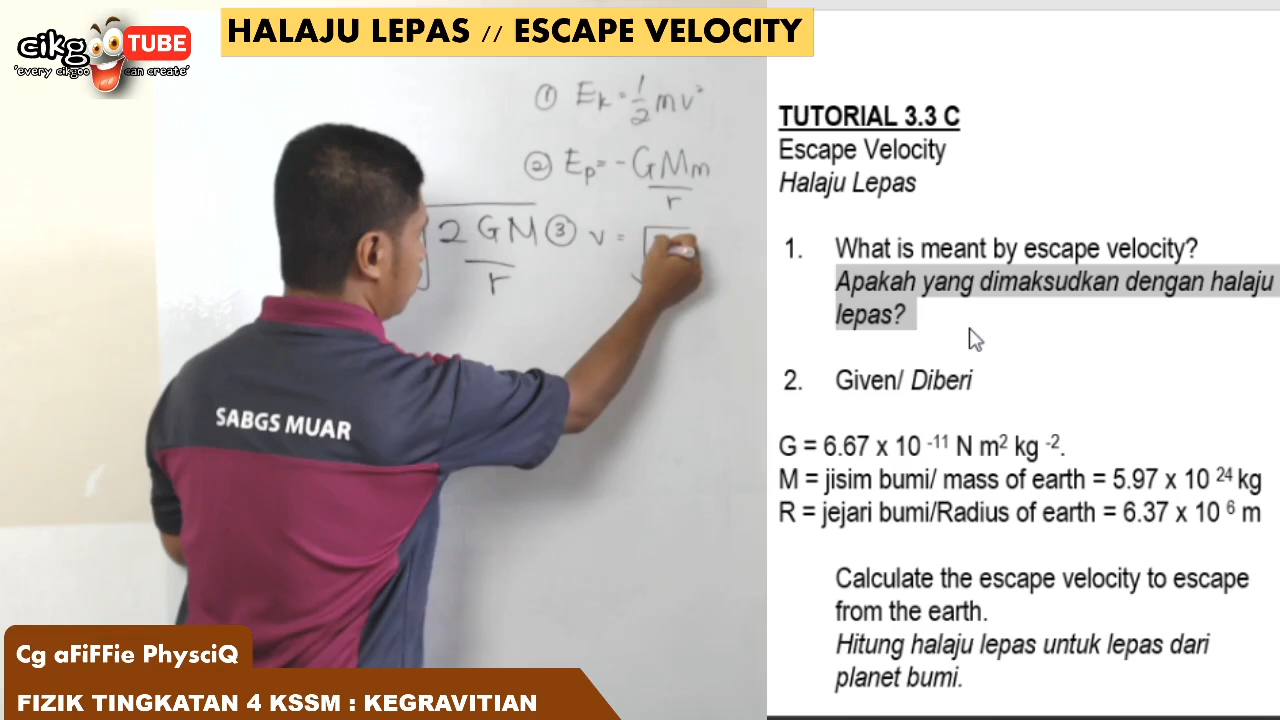 cikgoo TUBE
'every cikgoo can create'
HALAJU LEPAS // ESCAPE VELOCITY
① Ek = 1/2 mv²
② Ep = - GMm
r
2GM
r
③ v =
SABGS MUAR
Cg aFiFFie PhysciQ
FIZIK TINGKATAN 4 KSSM : KEGRAVITIAN
TUTORIAL 3.3 C
Escape Velocity
Halaju Lepas
1. What is meant by escape velocity?
Apakah yang dimaksudkan dengan halaju
lepas?
2. Given/ Diberi
G = 6.67 x 10 ⁻¹¹ N m² kg ⁻².
M = jisim bumi/ mass of earth = 5.97 x 10 ²⁴ kg
R = jejari bumi/Radius of earth = 6.37 x 10 ⁶ m
Calculate the escape velocity to escape
from the earth.
Hitung halaju lepas untuk lepas dari
planet bumi.